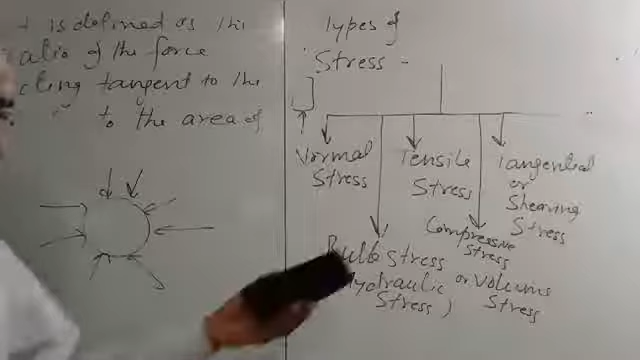 t is defined as the
ratio of the force
cting tangent to the
to the area of
Types of
Stress -
Normal
Stress
Tensile
Stress
Tangential
or
Shearing
Stress
Compressive
Stress
Bulk Stress
Hydraulic
Stress)
or Volume
Stress